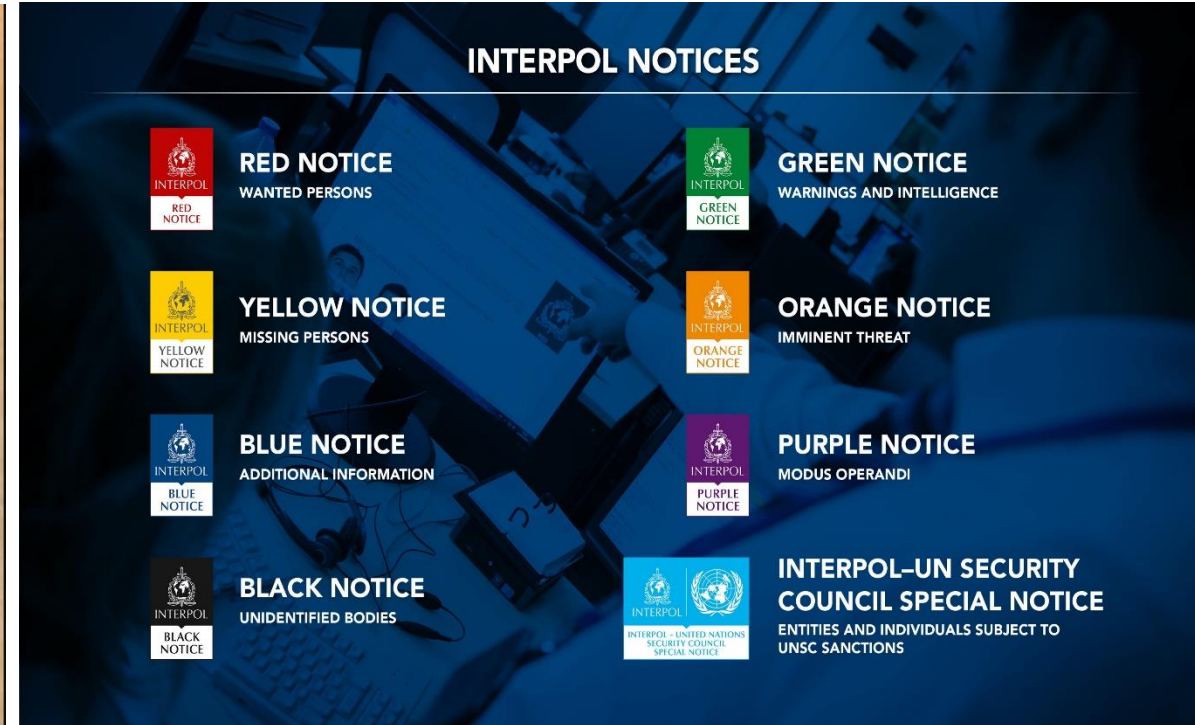 INTERPOL NOTICES
INTERPOL
RED
NOTICE
RED NOTICE
WANTED PERSONS
INTERPOL
GREEN
NOTICE
GREEN NOTICE
WARNINGS AND INTELLIGENCE
INTERPOL
YELLOW
NOTICE
YELLOW NOTICE
MISSING PERSONS
INTERPOL
ORANGE
NOTICE
ORANGE NOTICE
IMMINENT THREAT
INTERPOL
BLUE
NOTICE
BLUE NOTICE
ADDITIONAL INFORMATION
INTERPOL
PURPLE
NOTICE
PURPLE NOTICE
MODUS OPERANDI
INTERPOL
BLACK
NOTICE
BLACK NOTICE
UNIDENTIFIED BODIES
INTERPOL
INTERPOL - UNITED NATIONS
SECURITY COUNCIL
SPECIAL NOTICE
INTERPOL–UN SECURITY
COUNCIL SPECIAL NOTICE
ENTITIES AND INDIVIDUALS SUBJECT TO
UNSC SANCTIONS